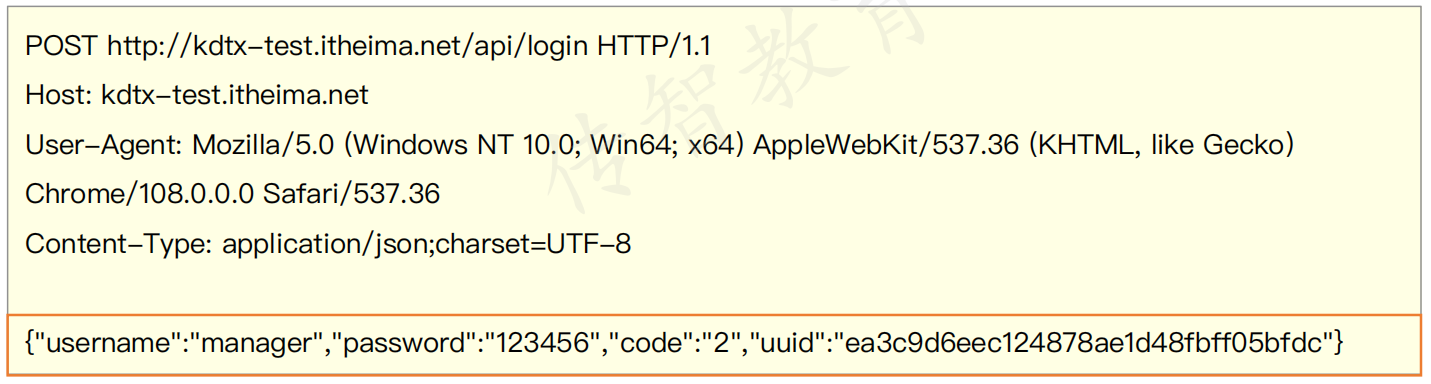 POST http://kdtx-test.itheima.net/api/login HTTP/1.1
Host: kdtx-test.itheima.net
User-Agent: Mozilla/5.0 (Windows NT 10.0; Win64; x64) AppleWebKit/537.36 (KHTML, like Gecko)
Chrome/108.0.0.0 Safari/537.36
Content-Type: application/json;charset=UTF-8
{"username":"manager","password":"123456","code":"2","uuid":"ea3c9d6eec124878ae1d48fbff05bfdc"}
传智教育